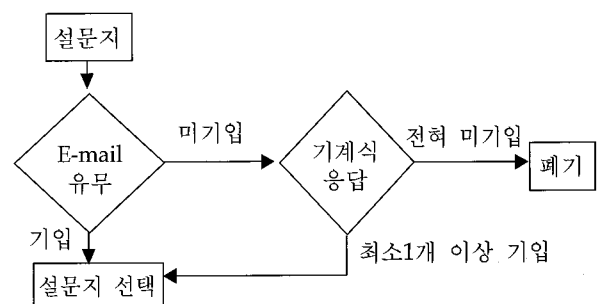 설문지
E-mail
유무
미기입
기계식
응답
전혀 미기입
폐기
기입
최소1개 이상 기입
설문지 선택